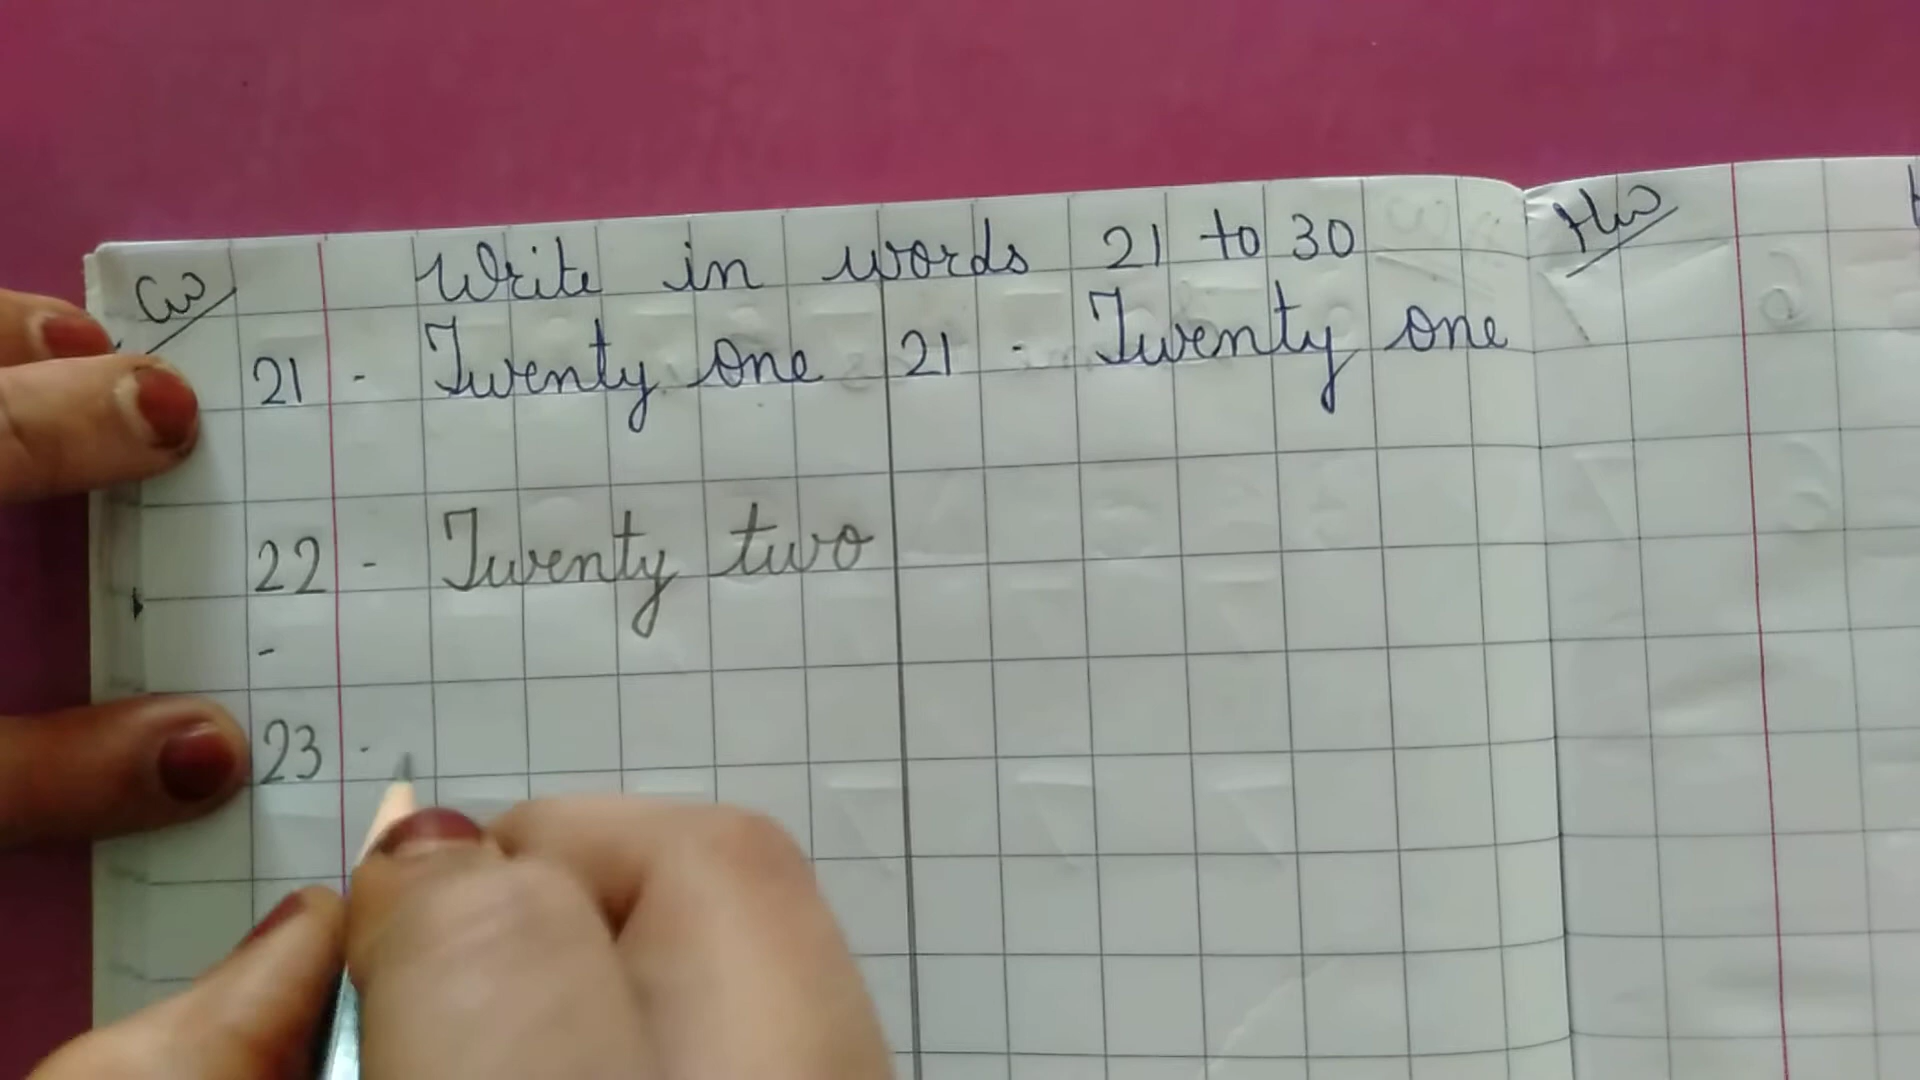 Cw
Write in words 21 to 30
Hw
21 - Twenty one 21 - Twenty one
22 - Twenty two
-
23 -